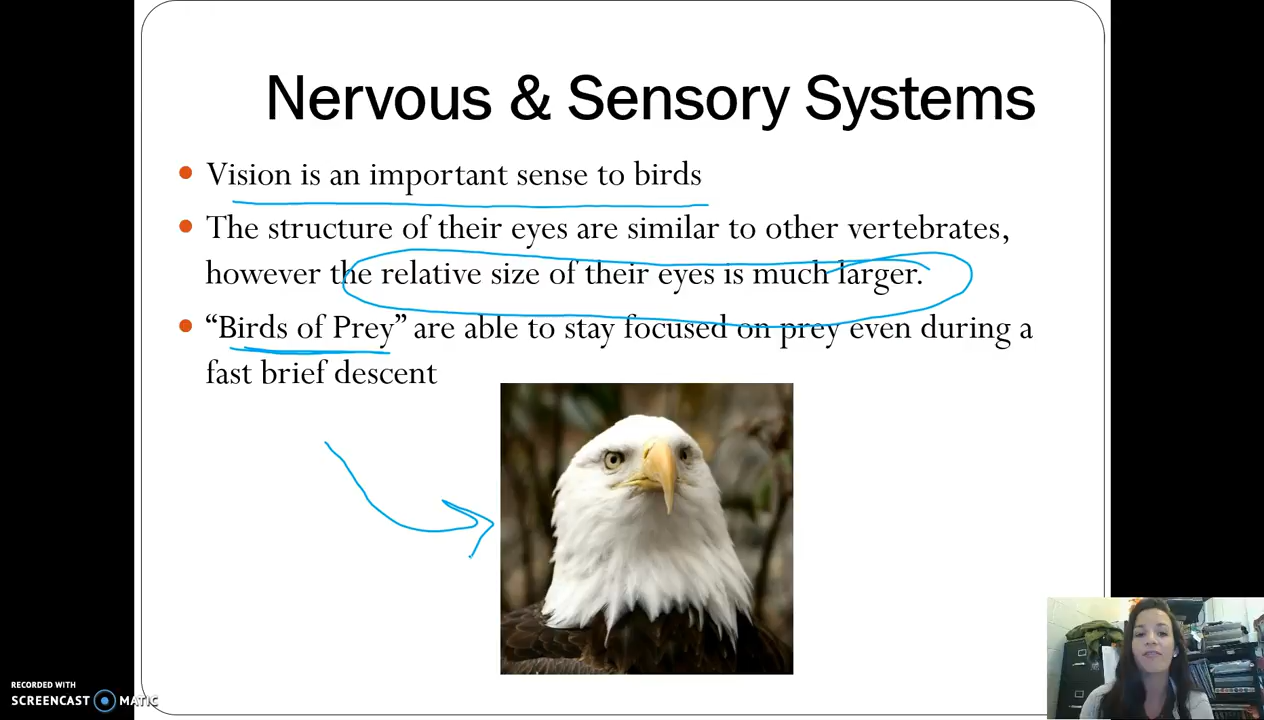 Nervous & Sensory Systems
• Vision is an important sense to birds
• The structure of their eyes are similar to other vertebrates,
however the relative size of their eyes is much larger.
• “Birds of Prey” are able to stay focused on prey even during a
fast brief descent
RECORDED WITH
SCREENCAST MATIC